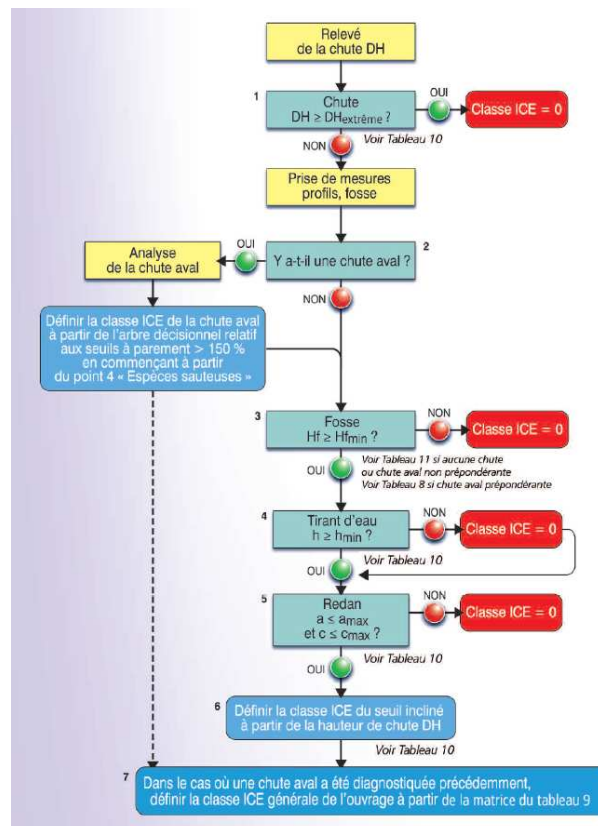 Relevé
de la chute DH
1
Chute
DH ≥ DHextrême ?
OUI
Classe ICE = 0
Voir Tableau 10
NON
Prise de mesures
profils, fosse
2
Y a-t-il une chute aval ?
OUI
Analyse
de la chute aval
NON
Définir la classe ICE de la chute aval
à partir de l'arbre décisionnel relatif
aux seuils à parement > 150 %
en commençant à partir
du point 4 « Espèces sauteuses »
3
Fosse
Hf ≥ Hfmin ?
NON
Classe ICE = 0
OUI
Voir Tableau 11 si aucune chute
ou chute aval non prépondérante
Voir Tableau 8 si chute aval prépondérante
4
Tirant d'eau
h ≥ hmin ?
NON
Classe ICE = 0
Voir Tableau 10
OUI
5
Redan
a ≤ amax
et c ≤ cmax ?
NON
Classe ICE = 0
Voir Tableau 10
OUI
6
Définir la classe ICE du seuil incliné
à partir de la hauteur de chute DH
Voir Tableau 10
7
Dans le cas où une chute aval a été diagnostiquée précédemment,
définir la classe ICE générale de l'ouvrage à partir de la matrice du tableau 9